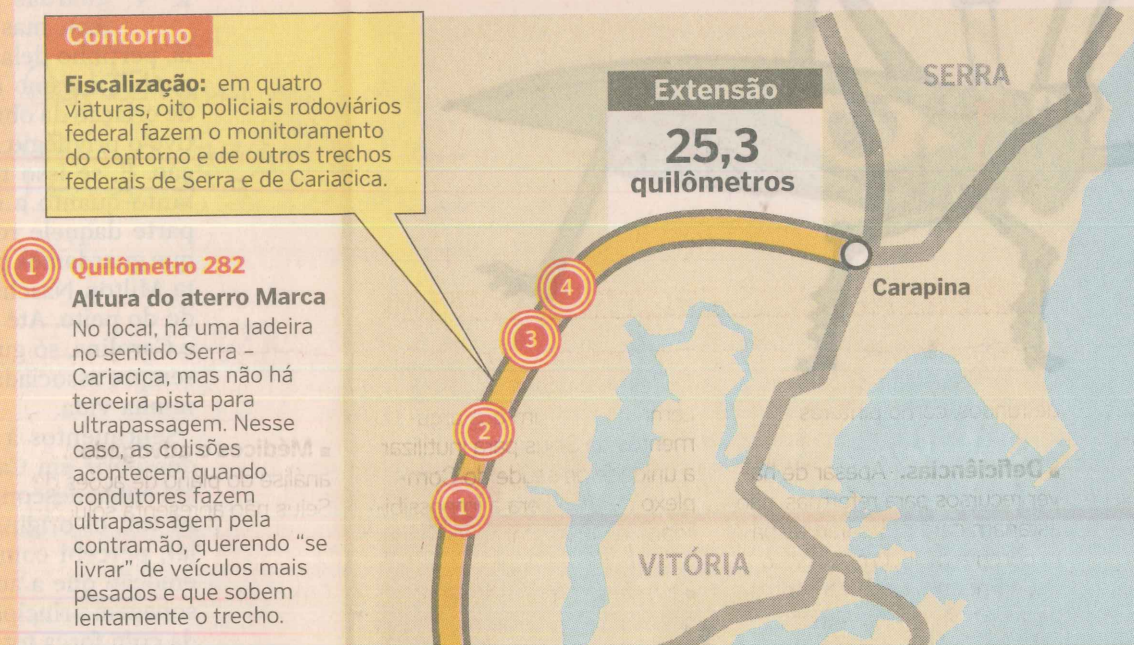 Contorno
Fiscalização: em quatro
viaturas, oito policiais rodoviários
federal fazem o monitoramento
do Contorno e de outros trechos
federais de Serra e de Cariacica.
1 Quilômetro 282
Altura do aterro Marca
No local, há uma ladeira
no sentido Serra –
Cariacica, mas não há
terceira pista para
ultrapassagem. Nesse
caso, as colisões
acontecem quando
condutores fazem
ultrapassagem pela
contramão, querendo “se
livrar” de veículos mais
pesados e que sobem
lentamente o trecho.
Extensão
25,3
quilômetros
SERRA
Carapina
4
3
2
1
VITÓRIA